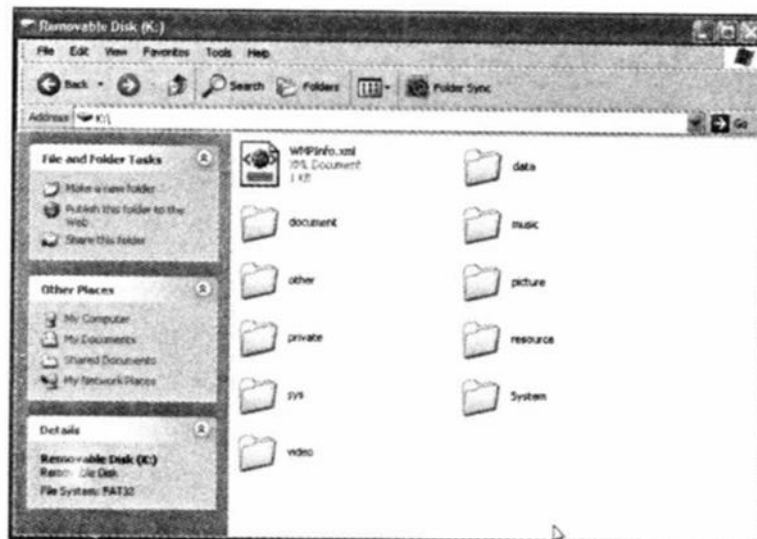 Removable Disk (K:)
File Edit View Favorites Tools Help
Back Search Folders Folder Sync
Address K:\ Go
File and Folder Tasks
Make a new folder
Publish this folder to the
Web
Share this folder
Other Places
My Computer
My Documents
Shared Documents
My Network Places
Details
Removable Disk (K:)
Removable Disk
File System: FAT32
WMPInfo.xml
XML Document
1 KB
data
document
music
other
picture
private
resource
sys
System
video